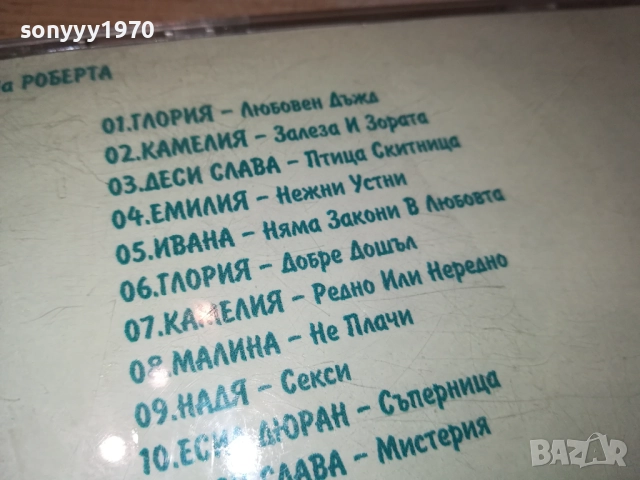 sonyyy1970
РОБЕРТА
01.ГЛОРИЯ – Любовен Дъжд
02.КАМЕЛИЯ – Залеза И Зората
03.ДЕСИ СЛАВА – Птица Скитница
04.ЕМИЛИЯ – Нежни Устни
05.ИВАНА – Няма Закони В Любовта
06.ГЛОРИЯ – Добре Дошъл
07.КАМЕЛИЯ – Редно Или Нередно
08.МАЛИНА – Не Плачи
09.НАДЯ – Секси
10.ЕСИЛ ДЮРАН – Съперница
СЛАВА – Мистерия
BAZAR